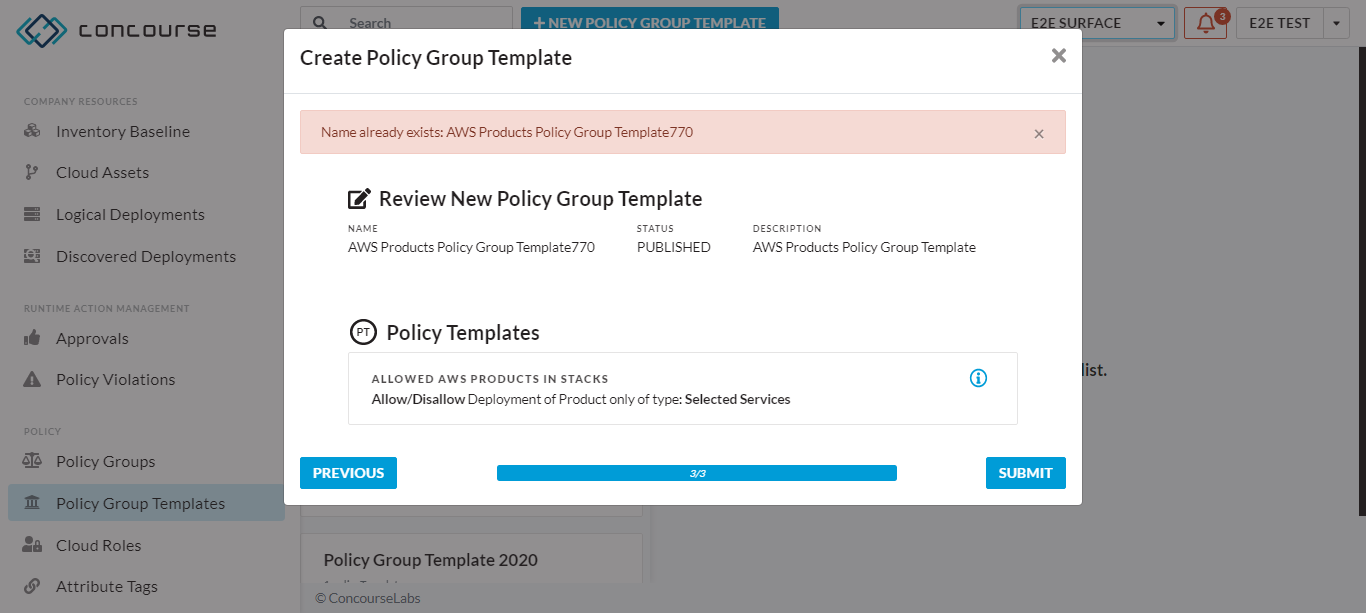 concourse
Search
+ NEW POLICY GROUP TEMPLATE
E2E SURFACE
3
E2E TEST
COMPANY RESOURCES
Inventory Baseline
Cloud Assets
Logical Deployments
Discovered Deployments
RUNTIME ACTION MANAGEMENT
Approvals
Policy Violations
POLICY
Policy Groups
Policy Group Templates
Cloud Roles
Attribute Tags
Create Policy Group Template
×
Name already exists: AWS Products Policy Group Template770
×
Review New Policy Group Template
NAME
STATUS
DESCRIPTION
AWS Products Policy Group Template770
PUBLISHED
AWS Products Policy Group Template
PT Policy Templates
ALLOWED AWS PRODUCTS IN STACKS
Allow/Disallow Deployment of Product only of type: Selected Services
PREVIOUS
3/3
SUBMIT
list.
Policy Group Template 2020
© ConcourseLabs